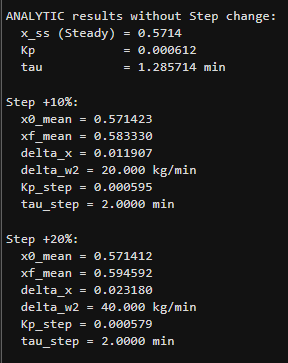 ANALYTIC results without Step change:
x_ss (Steady) = 0.5714
Kp = 0.000612
tau = 1.285714 min
Step +10%:
x0_mean = 0.571423
xf_mean = 0.583330
delta_x = 0.011907
delta_w2 = 20.000 kg/min
Kp_step = 0.000595
tau_step = 2.0000 min
Step +20%:
x0_mean = 0.571412
xf_mean = 0.594592
delta_x = 0.023180
delta_w2 = 40.000 kg/min
Kp_step = 0.000579
tau_step = 2.0000 min